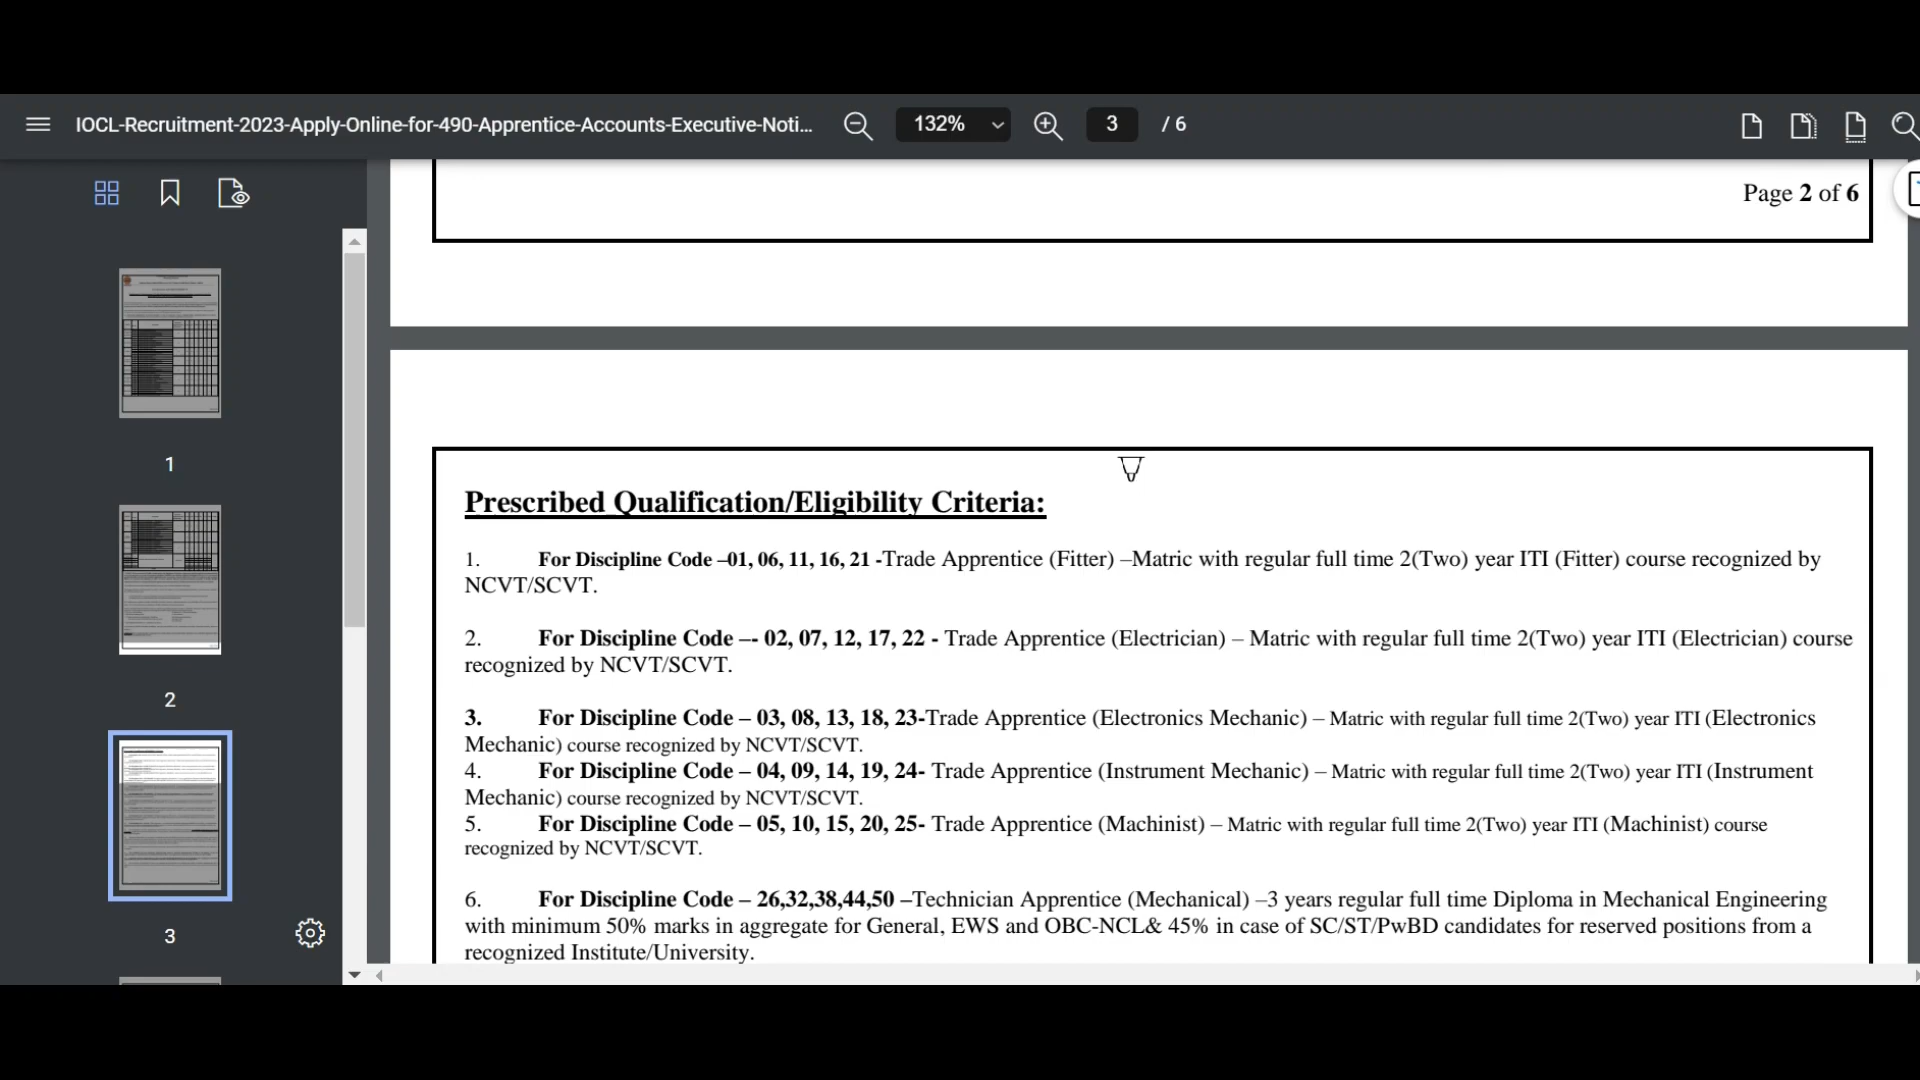 IOCL-Recruitment-2023-Apply-Online-for-490-Apprentice-Accounts-Executive-Noti...
132%
3
/ 6
Page 2 of 6
1
2
3
Prescribed Qualification/Eligibility Criteria:
1. For Discipline Code –01, 06, 11, 16, 21 -Trade Apprentice (Fitter) –Matric with regular full time 2(Two) year ITI (Fitter) course recognized by
NCVT/SCVT.
2. For Discipline Code –- 02, 07, 12, 17, 22 - Trade Apprentice (Electrician) – Matric with regular full time 2(Two) year ITI (Electrician) course
recognized by NCVT/SCVT.
3. For Discipline Code – 03, 08, 13, 18, 23-Trade Apprentice (Electronics Mechanic) – Matric with regular full time 2(Two) year ITI (Electronics
Mechanic) course recognized by NCVT/SCVT.
4. For Discipline Code – 04, 09, 14, 19, 24- Trade Apprentice (Instrument Mechanic) – Matric with regular full time 2(Two) year ITI (Instrument
Mechanic) course recognized by NCVT/SCVT.
5. For Discipline Code – 05, 10, 15, 20, 25- Trade Apprentice (Machinist) – Matric with regular full time 2(Two) year ITI (Machinist) course
recognized by NCVT/SCVT.
6. For Discipline Code – 26,32,38,44,50 –Technician Apprentice (Mechanical) –3 years regular full time Diploma in Mechanical Engineering
with minimum 50% marks in aggregate for General, EWS and OBC-NCL& 45% in case of SC/ST/PwBD candidates for reserved positions from a
recognized Institute/University.